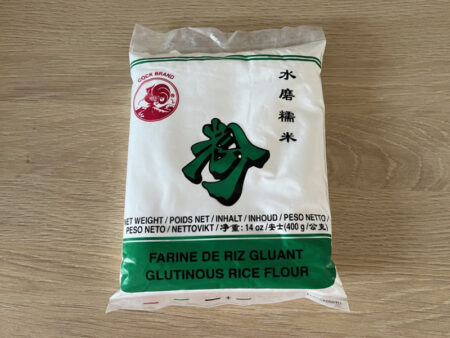 COCK BRAND
水磨糯米
粉
NET WEIGHT / POIDS NET / INHALT / INHOUD / PESO NETTO /
PESO NETO / NETTOVIKT / 净重: 14 oz /安士(400 g /公克)
FARINE DE RIZ GLUANT
GLUTINOUS RICE FLOUR